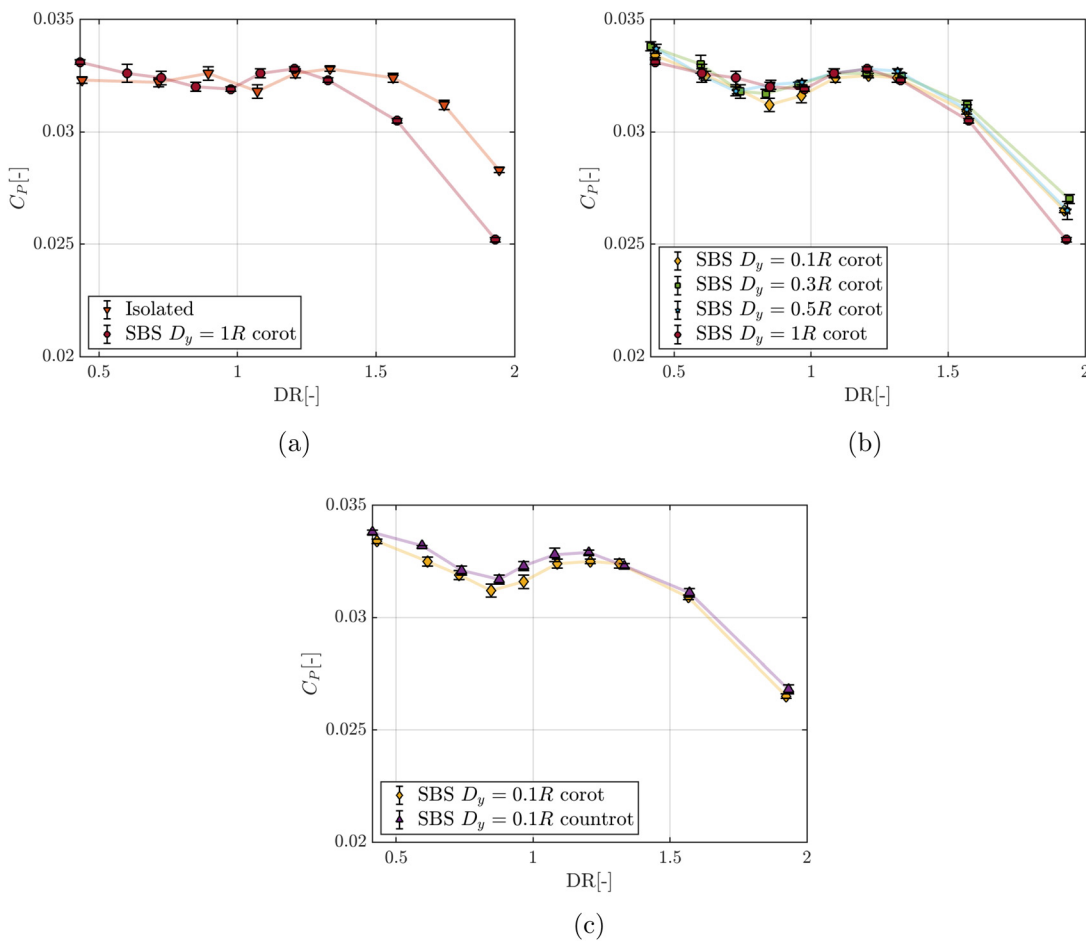 0.035
0.03
0.025
0.02
C_P[-]
Isolated
SBS D_y = 1R corot
0.5 1 1.5 2
DR[-]
(a)
0.035
0.03
0.025
0.02
C_P[-]
SBS D_y = 0.1R corot
SBS D_y = 0.3R corot
SBS D_y = 0.5R corot
SBS D_y = 1R corot
0.5 1 1.5 2
DR[-]
(b)
0.035
0.03
0.025
0.02
C_P[-]
SBS D_y = 0.1R corot
SBS D_y = 0.1R countrot
0.5 1 1.5 2
DR[-]
(c)